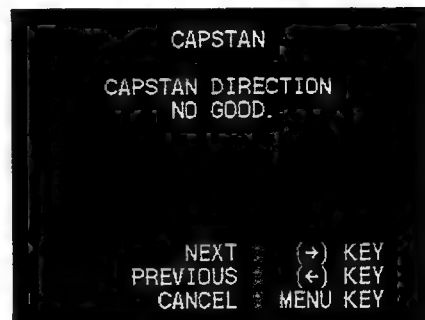 CAPSTAN
CAPSTAN DIRECTION
NO GOOD.
NEXT : (→) KEY
PREVIOUS : (←) KEY
CANCEL : MENU KEY